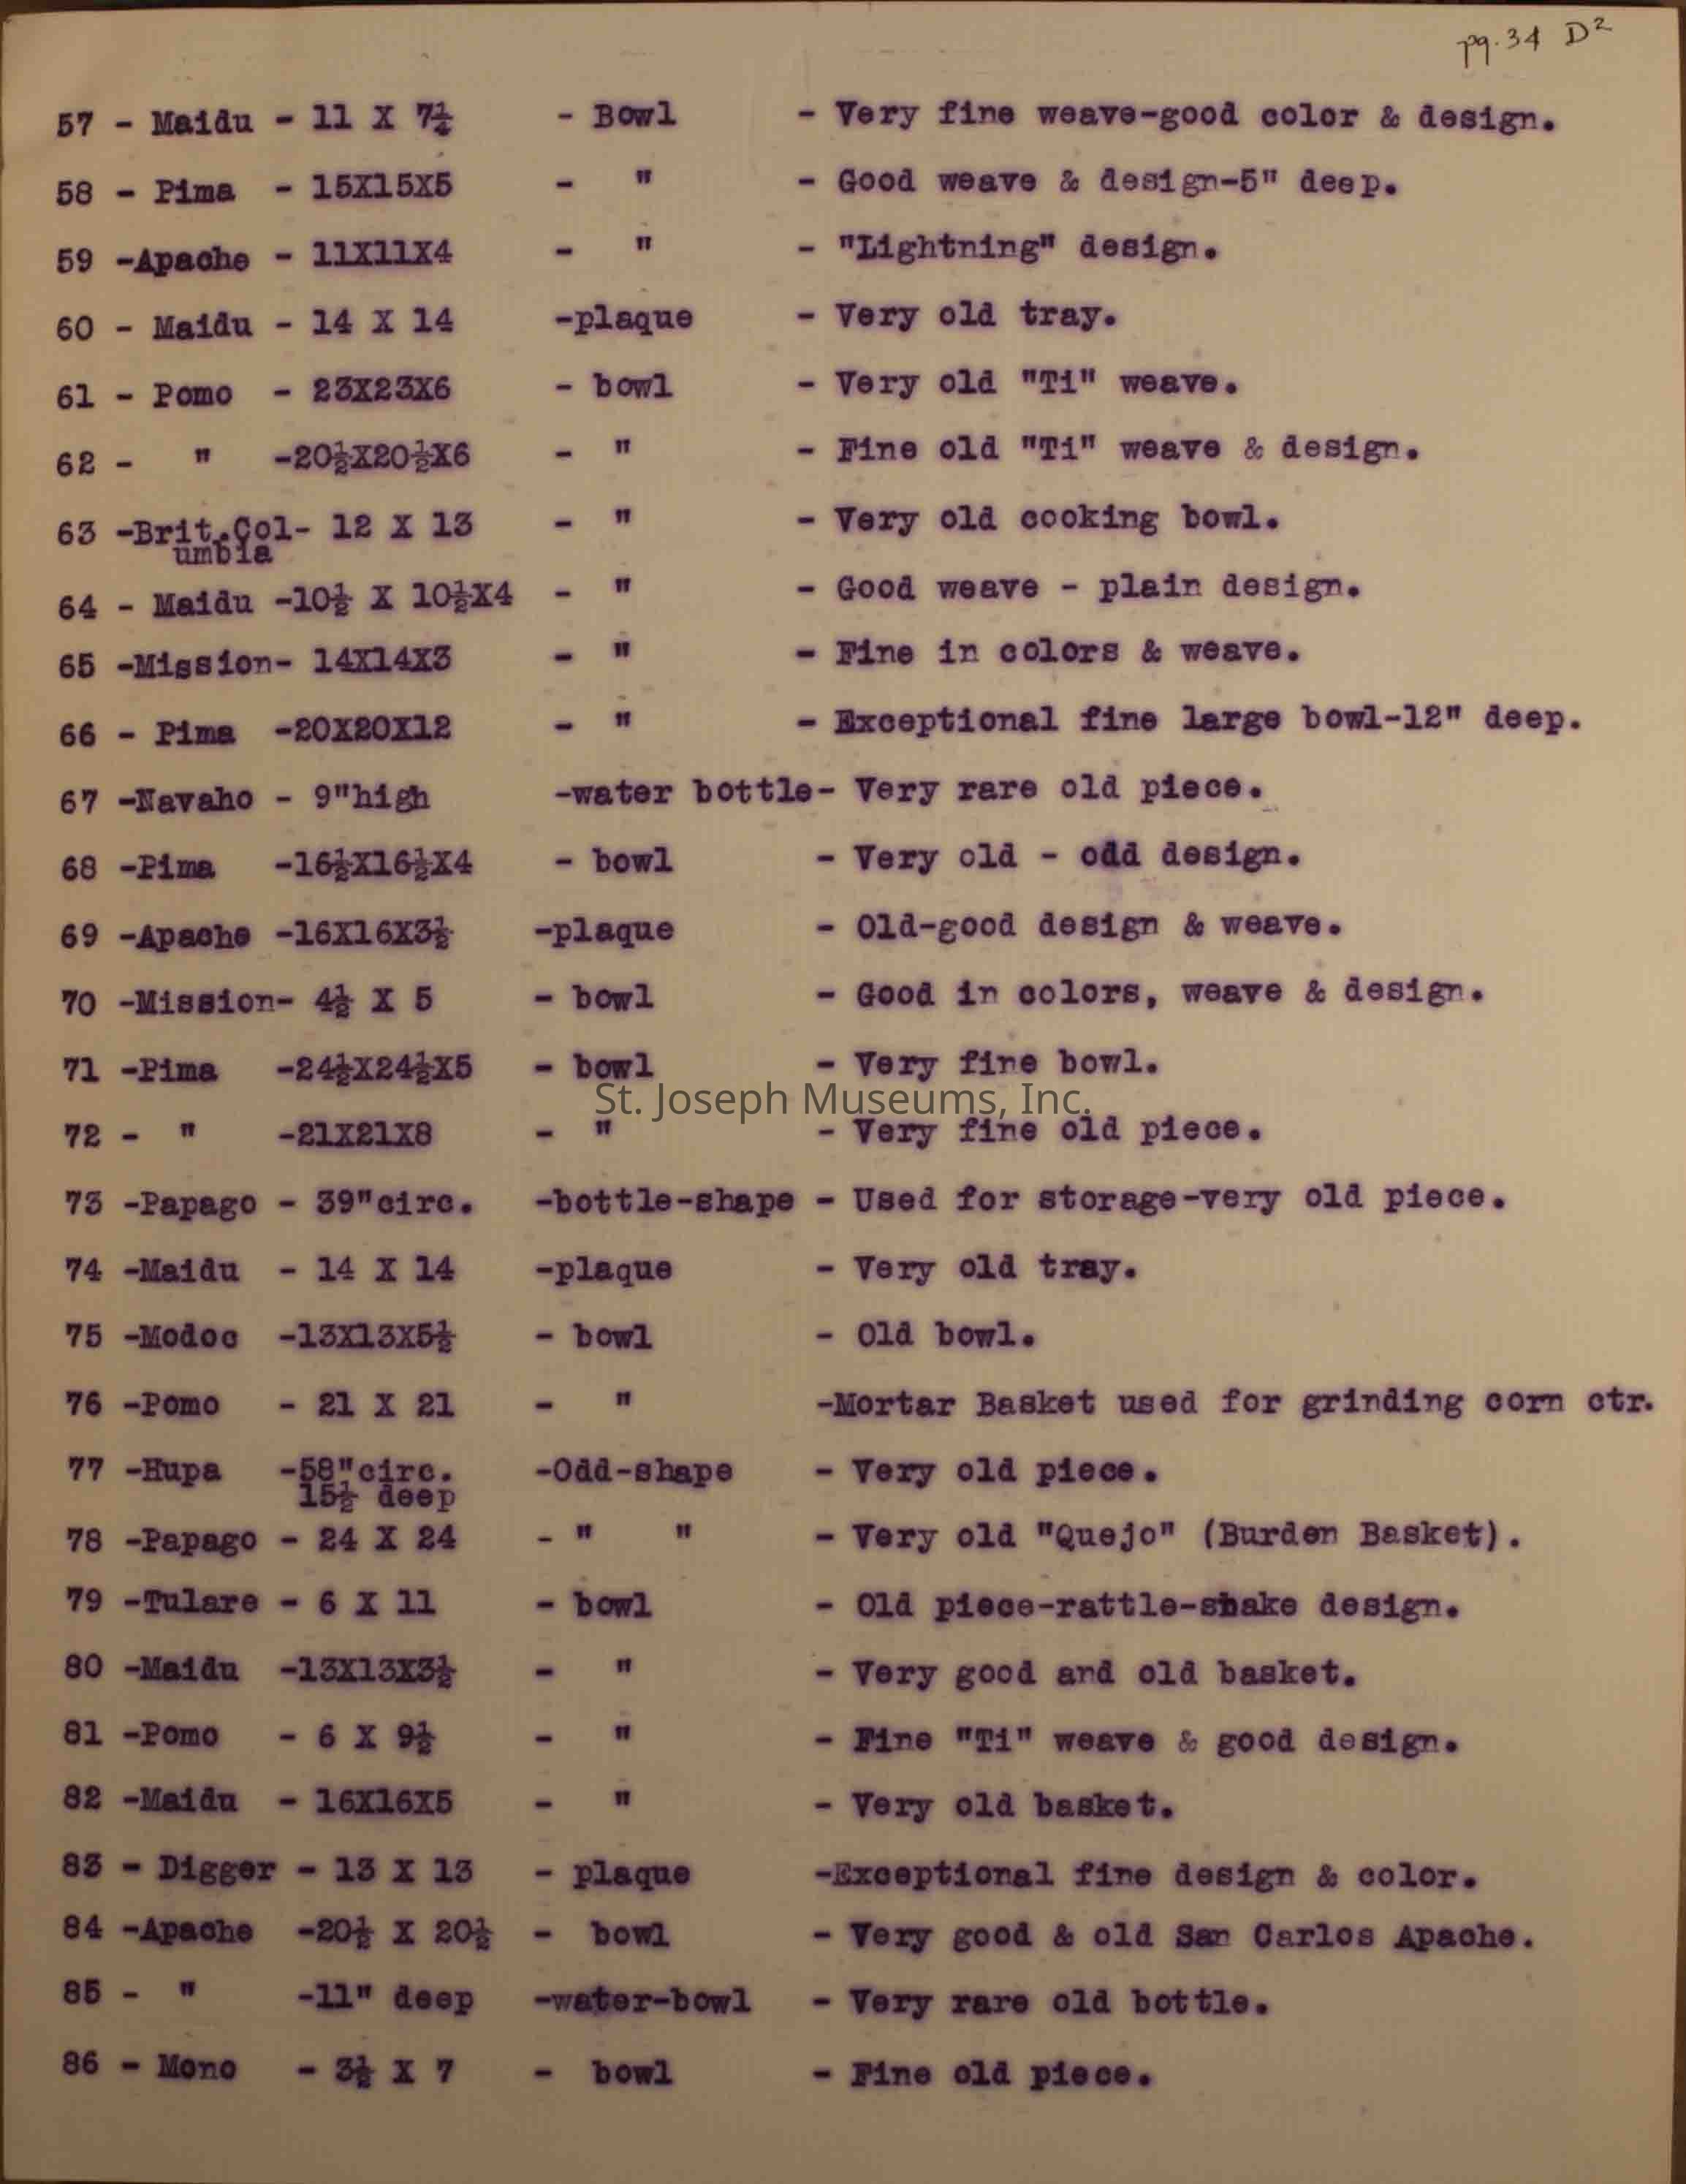 pg. 34 D²
57 - Maidu - 11 X 7¼ - Bowl - Very fine weave-good color & design.
58 - Pima - 15X15X5 - " - Good weave & design-5" deep.
59 -Apache - 11X11X4 - " - "Lightning" design.
60 - Maidu - 14 X 14 -plaque - Very old tray.
61 - Pomo - 23X23X6 - bowl - Very old "Ti" weave.
62 - " -20½X20½X6 - " - Fine old "Ti" weave & design.
63 -Brit.Col- 12 X 13 - " - Very old cooking bowl.
umbia
64 - Maidu -10½ X 10½X4 - " - Good weave - plain design.
65 -Mission- 14X14X3 - " - Fine in colors & weave.
66 - Pima -20X20X12 - " - Exceptional fine large bowl-12" deep.
67 -Navaho - 9"high -water bottle- Very rare old piece.
68 -Pima -16½X16½X4 - bowl - Very old - odd design.
69 -Apache -16X16X3½ -plaque - Old-good design & weave.
70 -Mission- 4½ X 5 - bowl - Good in colors, weave & design.
71 -Pima -24½X24½X5 - bowl - Very fine bowl.
St. Joseph Museums, Inc.
72 - " -21X21X8 - " - Very fine old piece.
73 -Papago - 39"circ. -bottle-shape - Used for storage-very old piece.
74 -Maidu - 14 X 14 -plaque - Very old tray.
75 -Modoc -13X13X5½ - bowl - Old bowl.
76 -Pomo - 21 X 21 - " -Mortar Basket used for grinding corn ctr.
77 -Hupa -58"circ. -Odd-shape - Very old piece.
15½ deep
78 -Papago - 24 X 24 - " " - Very old "Quejo" (Burden Basket).
79 -Tulare - 6 X 11 - bowl - Old piece-rattle-snake design.
80 -Maidu -13X13X3½ - " - Very good and old basket.
81 -Pomo - 6 X 9½ - " - Fine "Ti" weave & good design.
82 -Maidu - 16X16X5 - " - Very old basket.
83 - Digger - 13 X 13 - plaque -Exceptional fine design & color.
84 -Apache -20½ X 20½ - bowl - Very good & old San Carlos Apache.
85 - " -11" deep -water-bowl - Very rare old bottle.
86 - Mono - 3½ X 7 - bowl - Fine old piece.